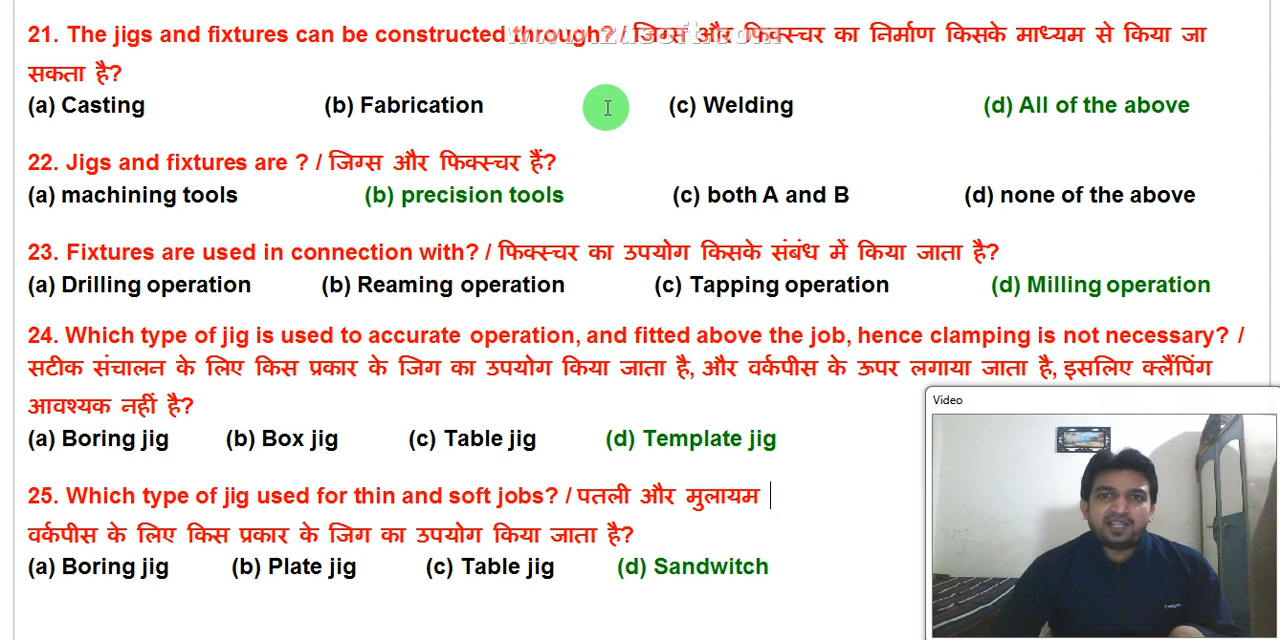 21. The jigs and fixtures can be constructed through? / जिग्स और फिक्स्चर का निर्माण किसके माध्यम से किया जा
सकता है?
(a) Casting (b) Fabrication (c) Welding (d) All of the above
22. Jigs and fixtures are ? / जिग्स और फिक्स्चर हैं?
(a) machining tools (b) precision tools (c) both A and B (d) none of the above
23. Fixtures are used in connection with? / फिक्स्चर का उपयोग किसके संबंध में किया जाता है?
(a) Drilling operation (b) Reaming operation (c) Tapping operation (d) Milling operation
24. Which type of jig is used to accurate operation, and fitted above the job, hence clamping is not necessary? /
सटीक संचालन के लिए किस प्रकार के जिग का उपयोग किया जाता है, और वर्कपीस के ऊपर लगाया जाता है, इसलिए क्लैंपिंग
आवश्यक नहीं है?
(a) Boring jig (b) Box jig (c) Table jig (d) Template jig
25. Which type of jig used for thin and soft jobs? / पतली और मुलायम
वर्कपीस के लिए किस प्रकार के जिग का उपयोग किया जाता है?
(a) Boring jig (b) Plate jig (c) Table jig (d) Sandwitch
Video